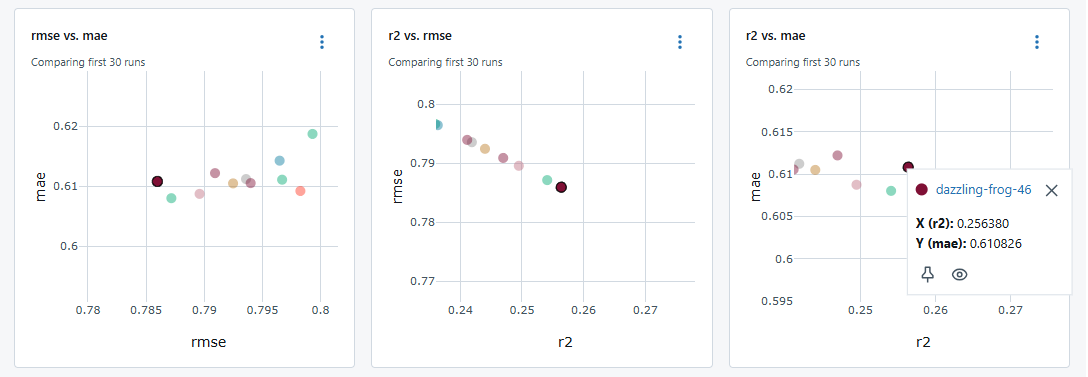 rmse vs. mae
Comparing first 30 runs
mae
0.62
0.61
0.6
0.78
0.785
0.79
0.795
0.8
rmse
r2 vs. rmse
Comparing first 30 runs
rmse
0.8
0.79
0.78
0.77
0.24
0.25
0.26
0.27
r2
r2 vs. mae
Comparing first 30 runs
mae
0.62
0.615
0.61
0.605
0.6
0.595
0.25
0.26
0.27
r2
dazzling-frog-46
X (r2): 0.256380
Y (mae): 0.610826